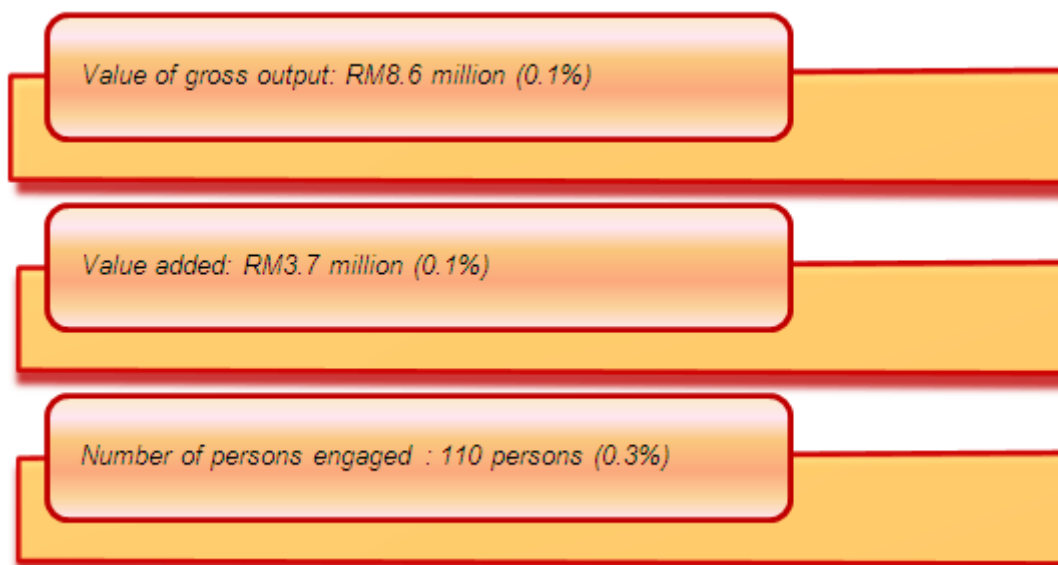 Value of gross output: RM8.6 million (0.1%)
Value added: RM3.7 million (0.1%)
Number of persons engaged : 110 persons (0.3%)